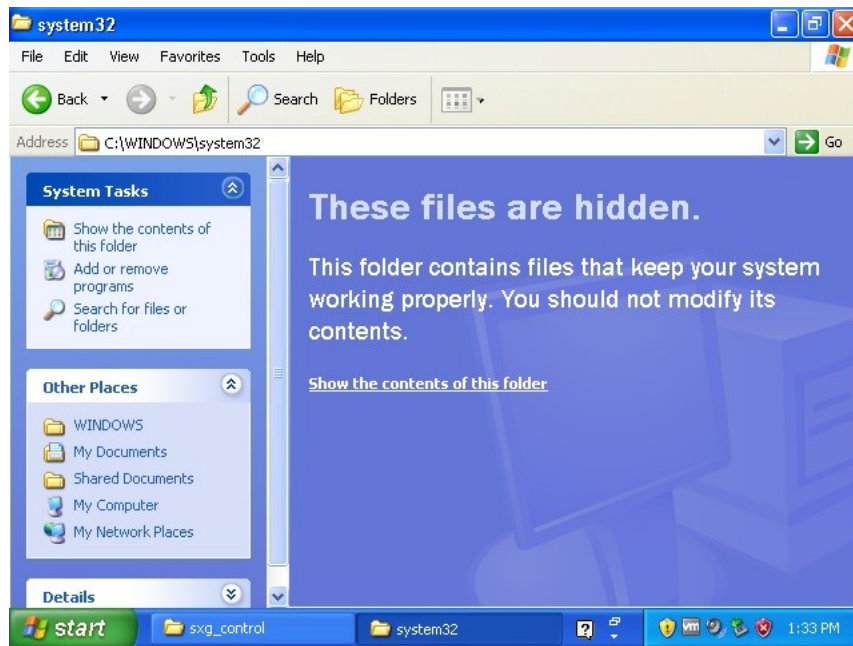 system32
File Edit View Favorites Tools Help
Back Search Folders
Address C:\WINDOWS\system32 Go
System Tasks
Show the contents of
this folder
Add or remove
programs
Search for files or
folders
Other Places
WINDOWS
My Documents
Shared Documents
My Computer
My Network Places
Details
These files are hidden.
This folder contains files that keep your system
working properly. You should not modify its
contents.
Show the contents of this folder
start sxg_control system32 vm 1:33 PM